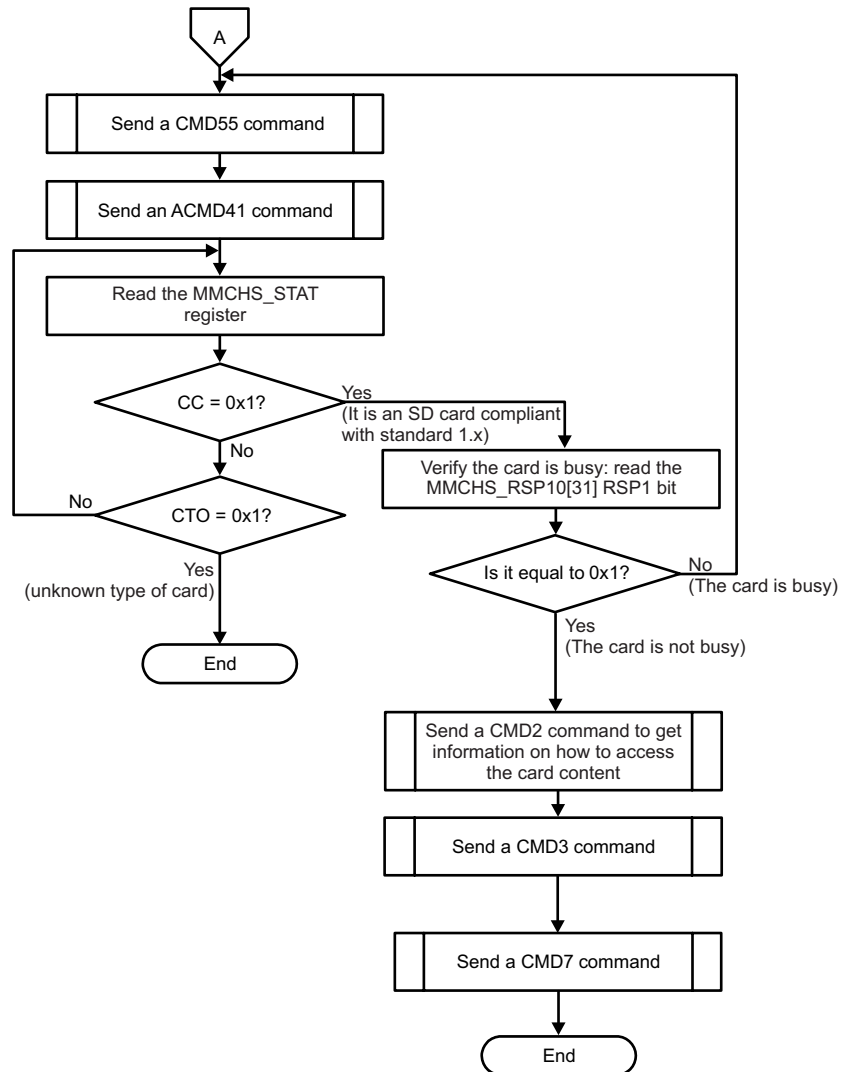 A
Send a CMD55 command
Send an ACMD41 command
Read the MMCHS_STAT
register
CC = 0x1?
Yes
(It is an SD card compliant
with standard 1.x)
No
Verify the card is busy: read the
MMCHS_RSP10[31] RSP1 bit
No
CTO = 0x1?
Yes
(unknown type of card)
End
Is it equal to 0x1?
No
(The card is busy)
Yes
(The card is not busy)
Send a CMD2 command to get
information on how to access
the card content
Send a CMD3 command
Send a CMD7 command
End